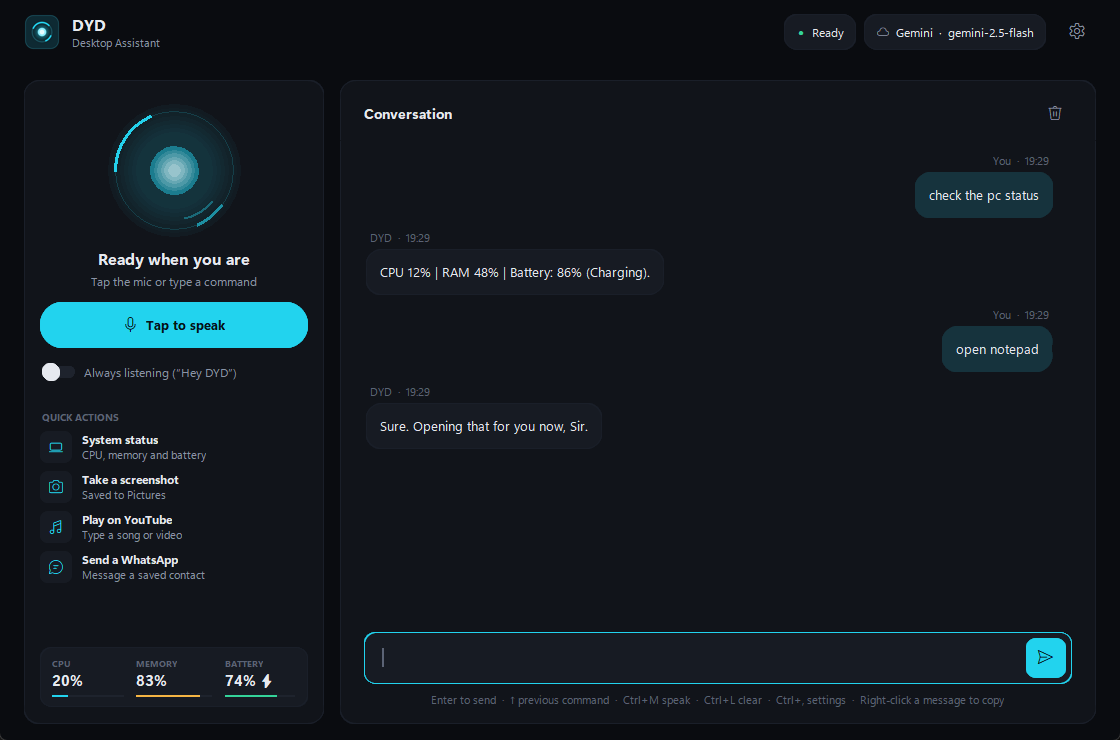 DYD
Desktop Assistant
Ready
Gemini · gemini-2.5-flash
Ready when you are
Tap the mic or type a command
Tap to speak
Always listening ("Hey DYD")
QUICK ACTIONS
System status
CPU, memory and battery
Take a screenshot
Saved to Pictures
Play on YouTube
Type a song or video
Send a WhatsApp
Message a saved contact
CPU
20%
MEMORY
83%
BATTERY
74%
Conversation
You · 19:29
check the pc status
DYD · 19:29
CPU 12% | RAM 48% | Battery: 86% (Charging).
You · 19:29
open notepad
DYD · 19:29
Sure. Opening that for you now, Sir.
Enter to send · ↑ previous command · Ctrl+M speak · Ctrl+L clear · Ctrl+, settings · Right-click a message to copy